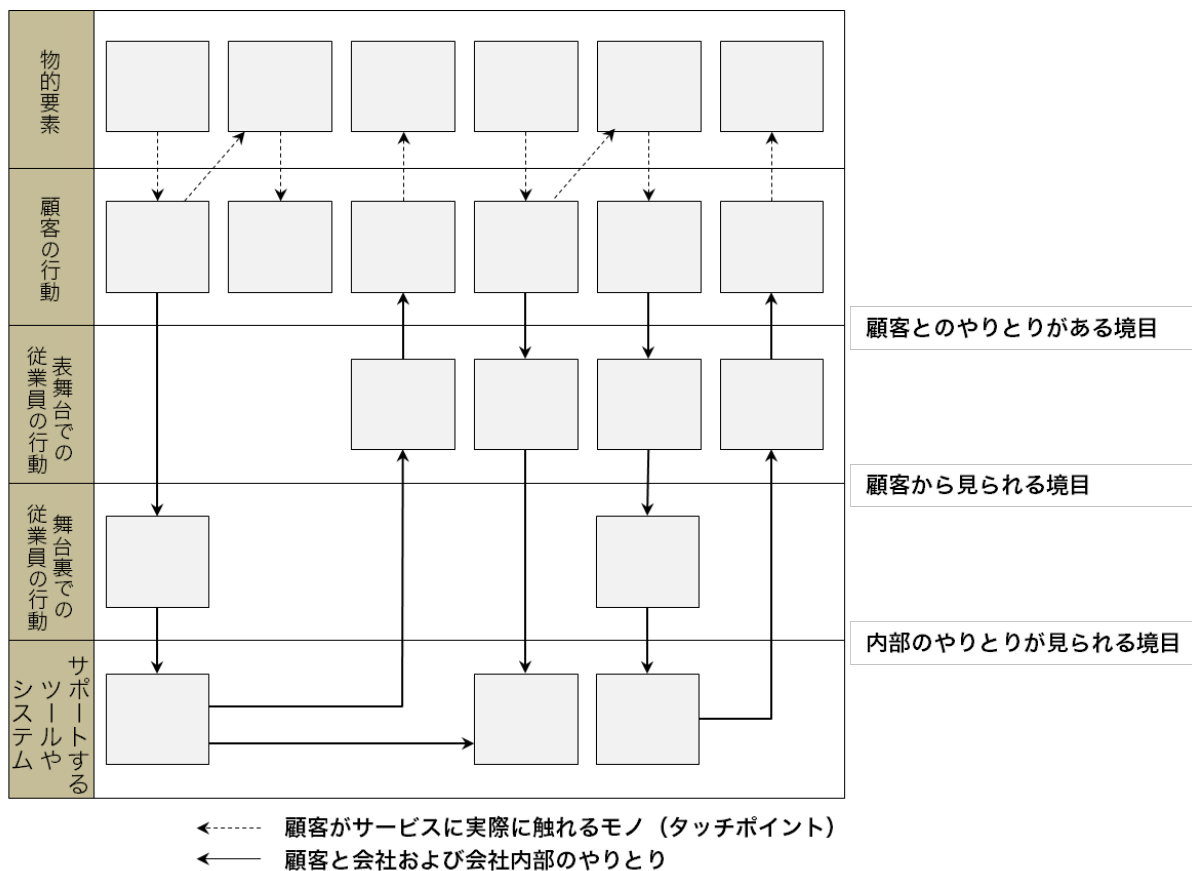 物的要素
顧客の行動
顧客とのやりとりがある境目
表舞台での
従業員の行動
顧客から見られる境目
舞台裏での
従業員の行動
内部のやりとりが見られる境目
サポートする
ツールや
システム
顧客がサービスに実際に触れるモノ（タッチポイント）
顧客と会社および会社内部のやりとり